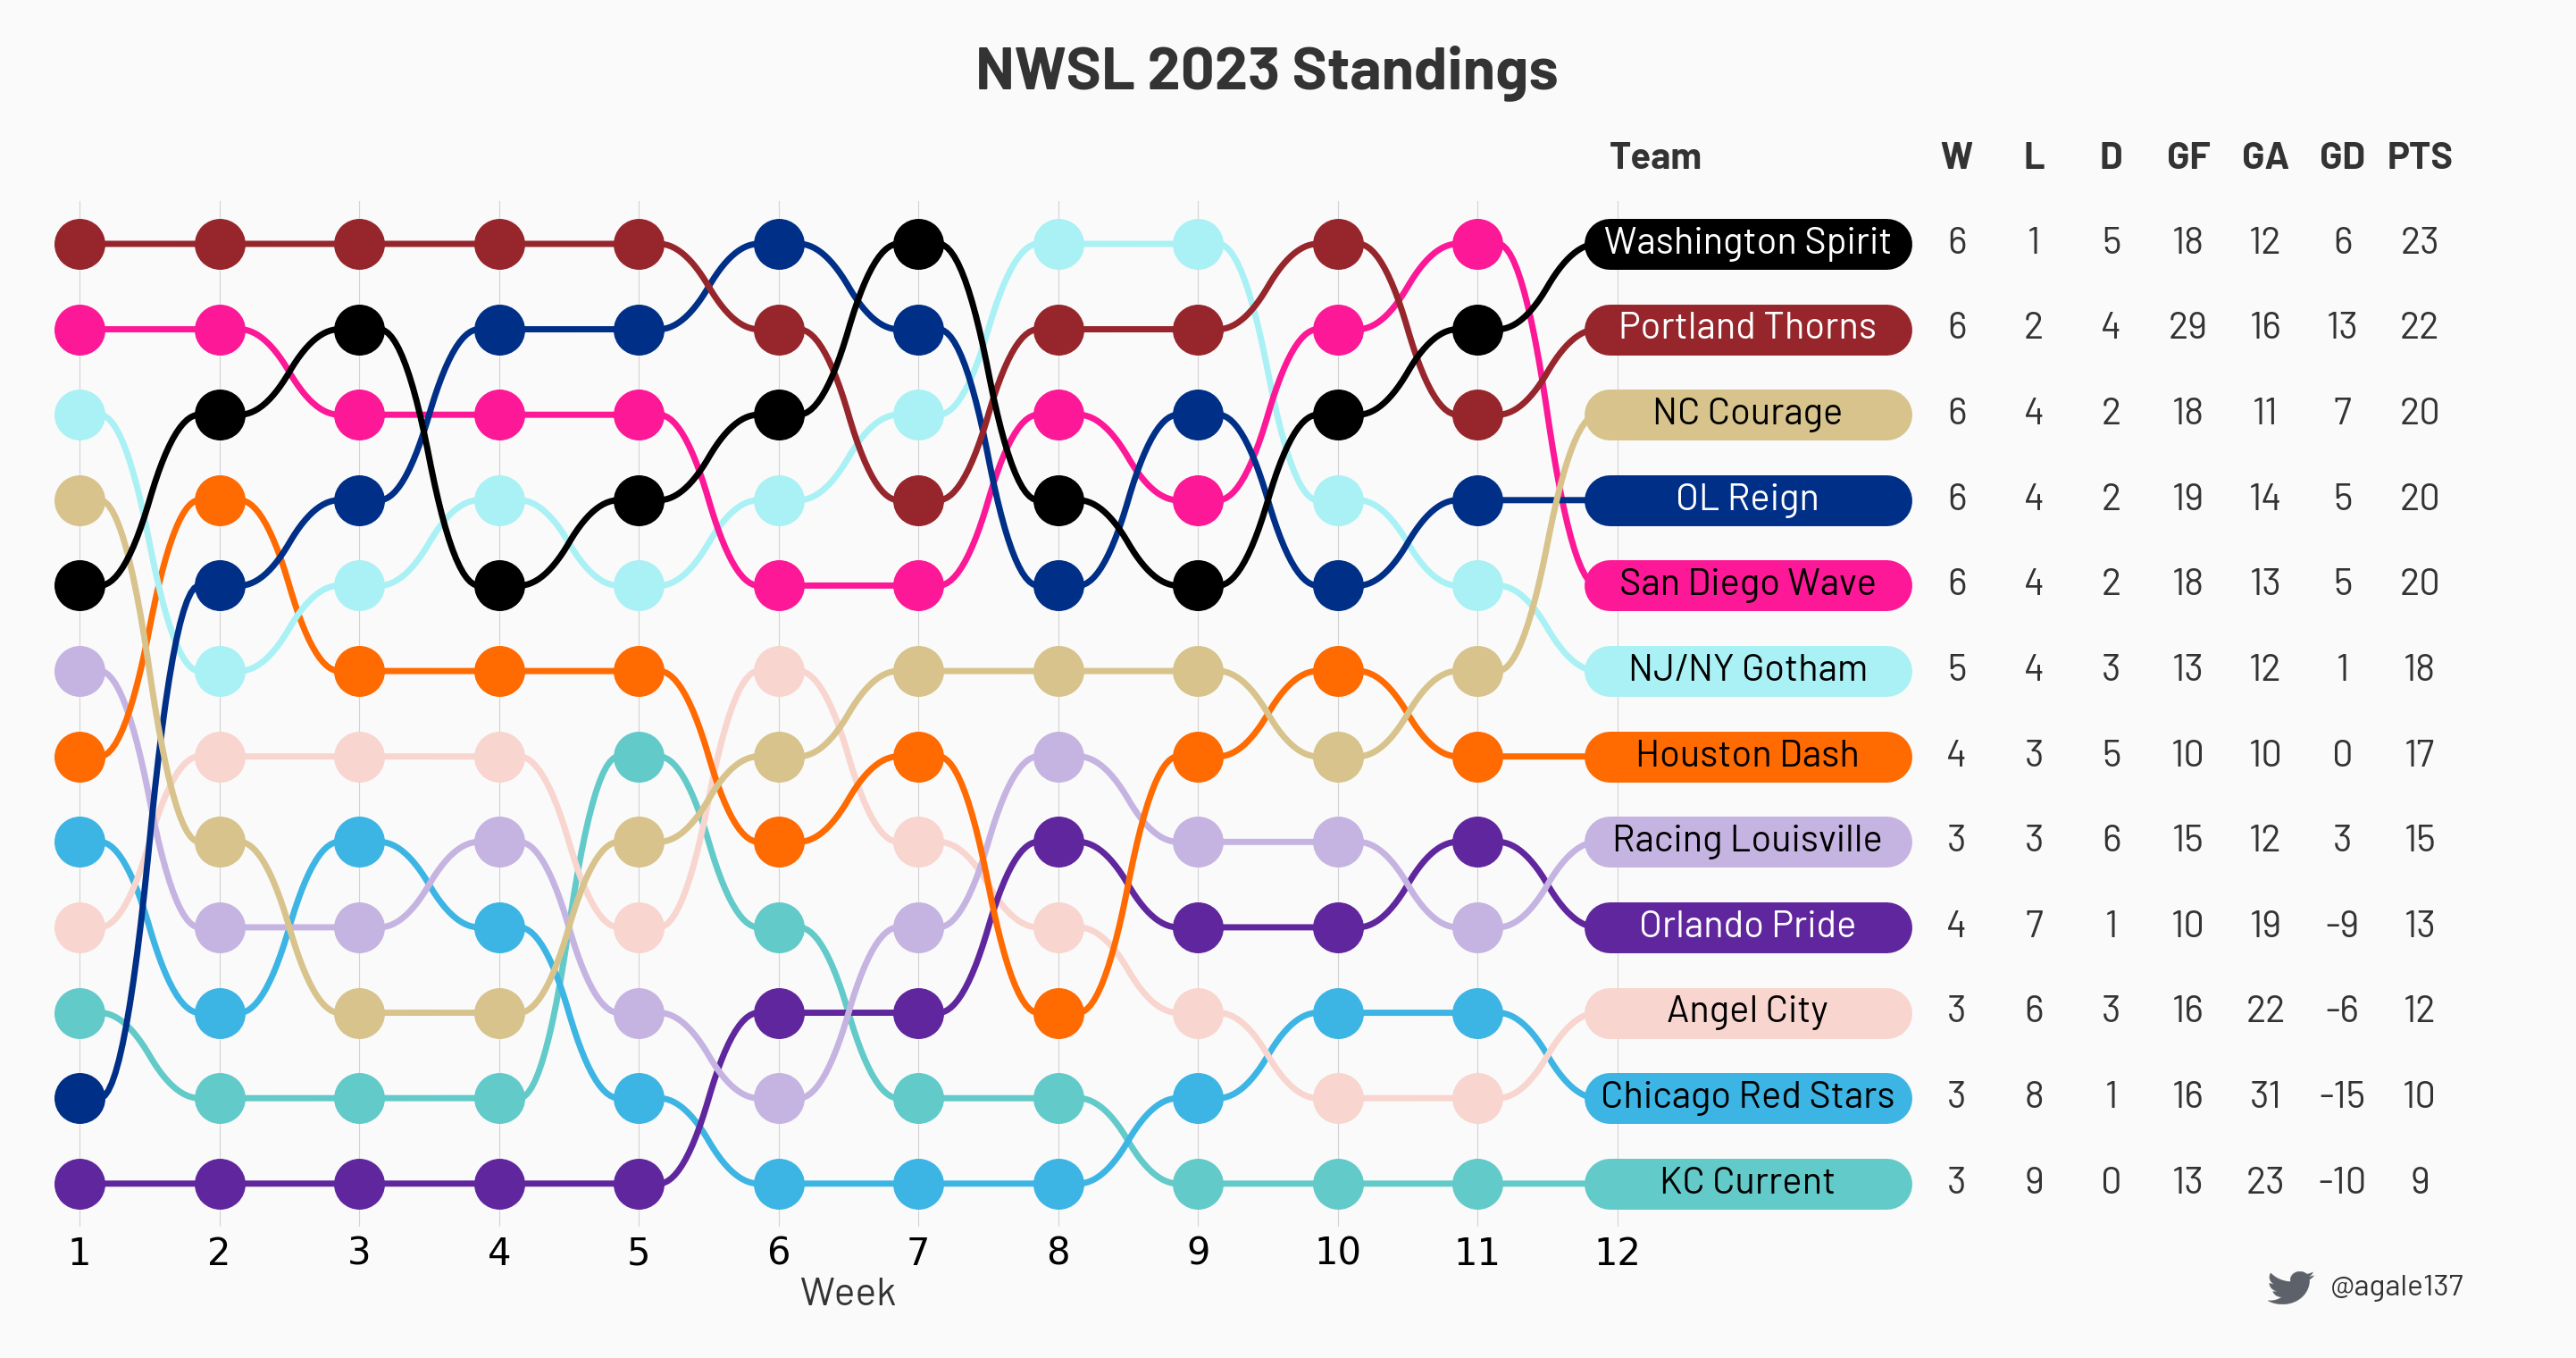 NWSL 2023 Standings
Team W L D GF GA GD PTS
Washington Spirit 6 1 5 18 12 6 23
Portland Thorns 6 2 4 29 16 13 22
NC Courage 6 4 2 18 11 7 20
OL Reign 6 4 2 19 14 5 20
San Diego Wave 6 4 2 18 13 5 20
NJ/NY Gotham 5 4 3 13 12 1 18
Houston Dash 4 3 5 10 10 0 17
Racing Louisville 3 3 6 15 12 3 15
Orlando Pride 4 7 1 10 19 -9 13
Angel City 3 6 3 16 22 -6 12
Chicago Red Stars 3 8 1 16 31 -15 10
KC Current 3 9 0 13 23 -10 9
1 2 3 4 5 6 7 8 9 10 11 12
Week
@agale137